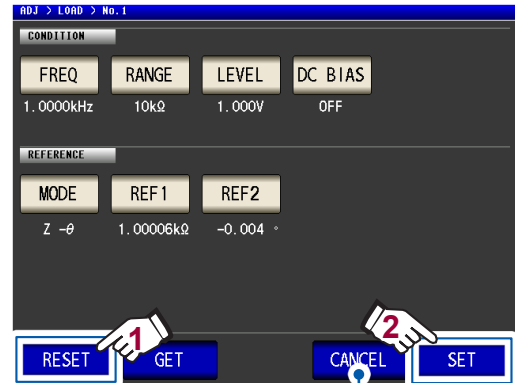 ADJ > LOAD > No.1
CONDITION
FREQ RANGE LEVEL DC BIAS
1.0000kHz 10kΩ 1.000V OFF
REFERENCE
MODE REF1 REF2
Z -θ 1.00006kΩ -0.004 °
1 2
RESET GET CANCEL SET